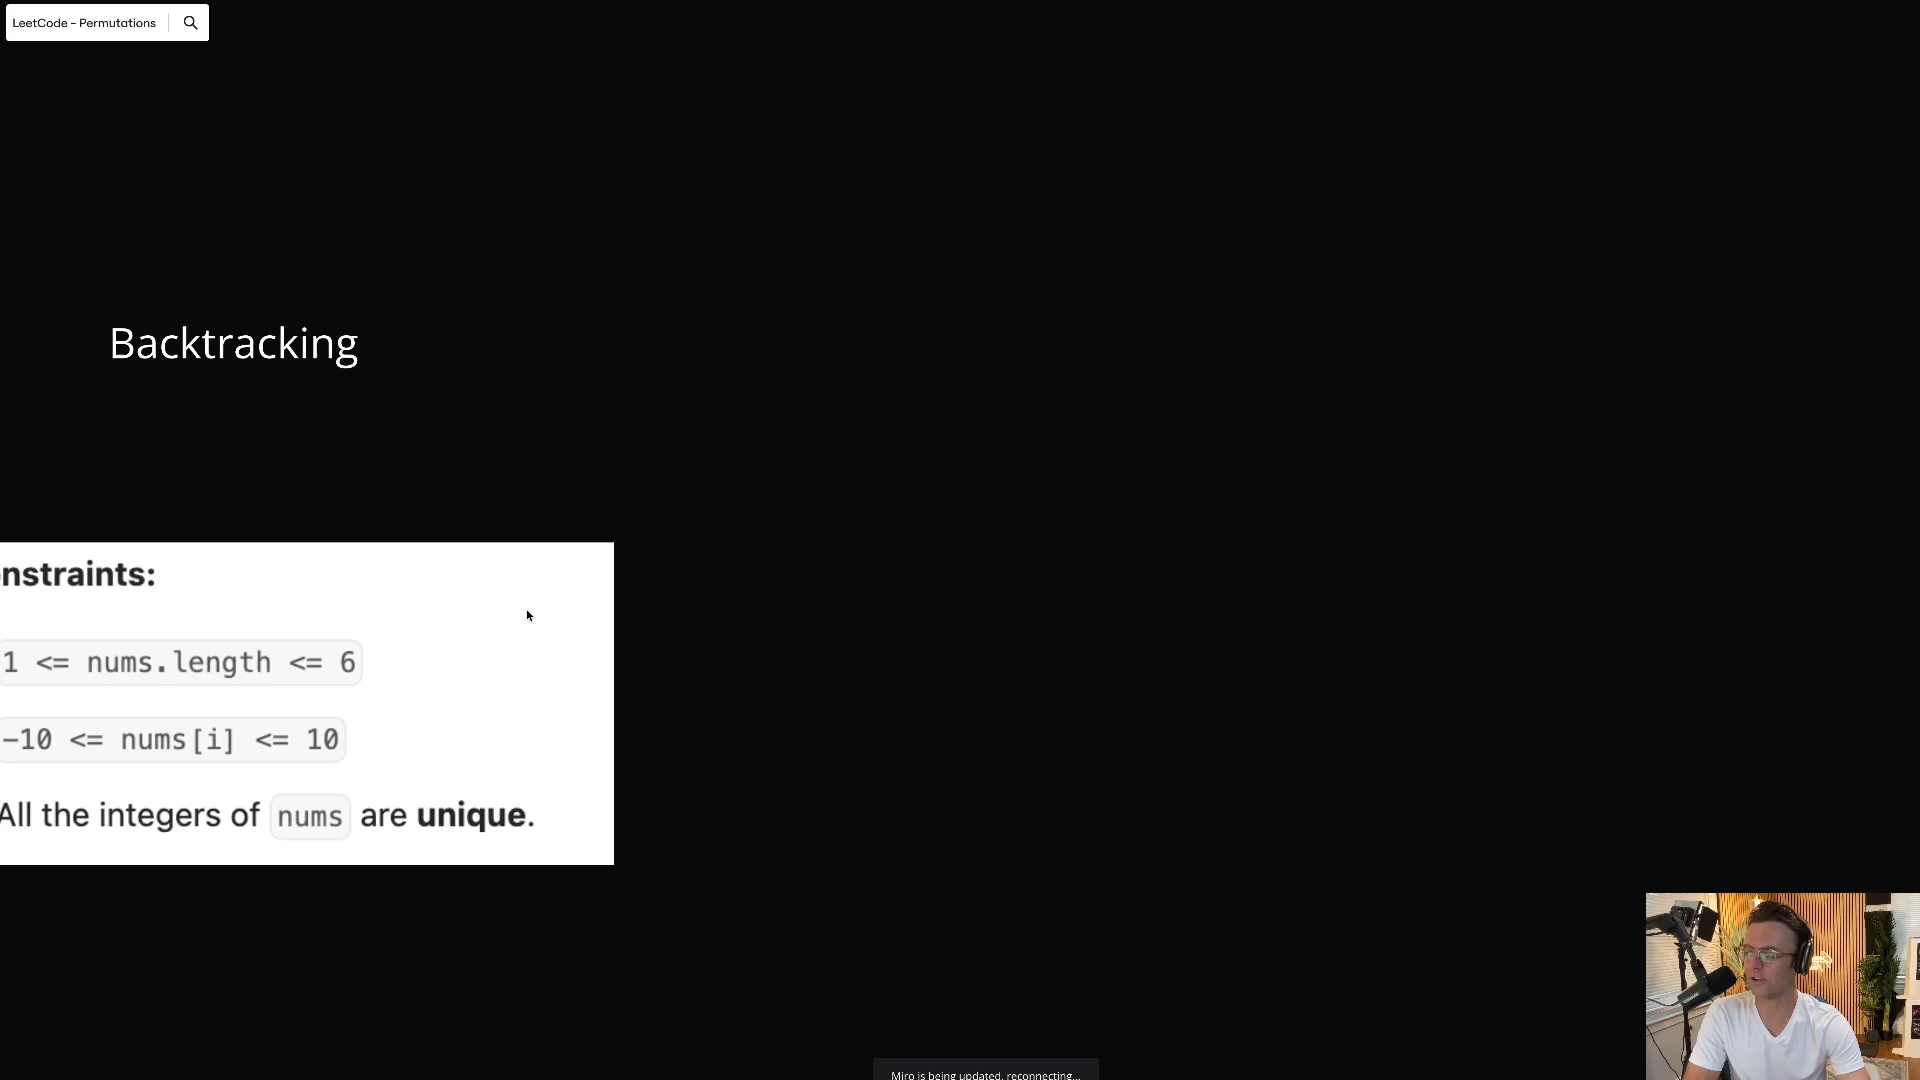 LeetCode - Permutations
Backtracking
nstraints:
1 <= nums.length <= 6
-10 <= nums[i] <= 10
All the integers of nums are unique.
Miro is being updated, reconnecting...